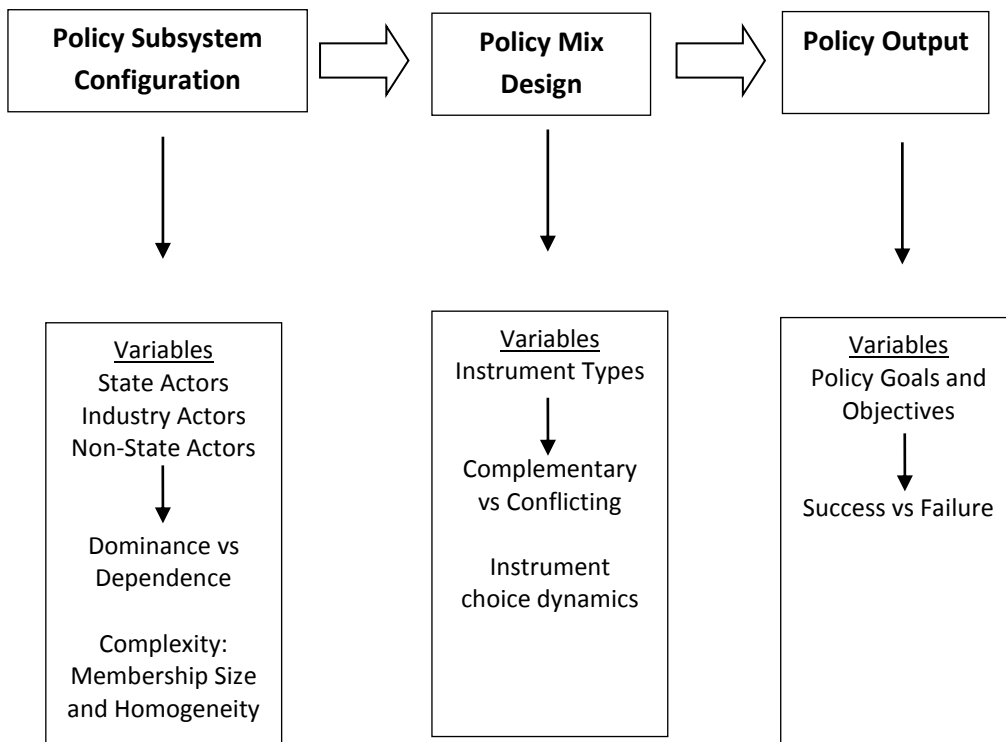 Policy Subsystem
Configuration
Policy Mix
Design
Policy Output
Variables
State Actors
Industry Actors
Non-State Actors
Dominance vs
Dependence
Complexity:
Membership Size
and Homogeneity
Variables
Instrument Types
Complementary
vs Conflicting
Instrument
choice dynamics
Variables
Policy Goals and
Objectives
Success vs Failure